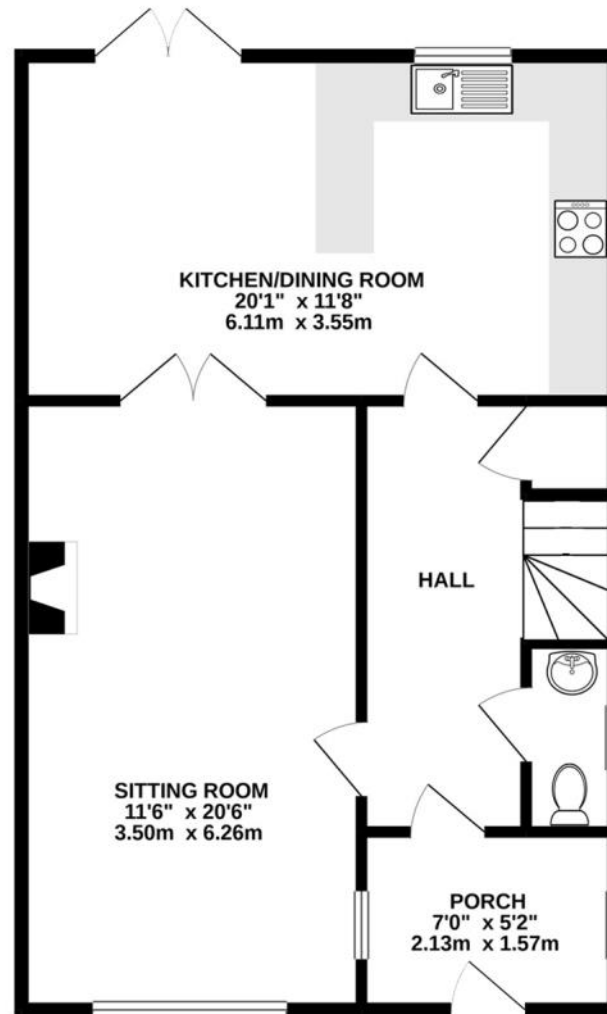 KITCHEN/DINING ROOM
20'1" x 11'8"
6.11m x 3.55m
HALL
SITTING ROOM
11'6" x 20'6"
3.50m x 6.26m
PORCH
7'0" x 5'2"
2.13m x 1.57m